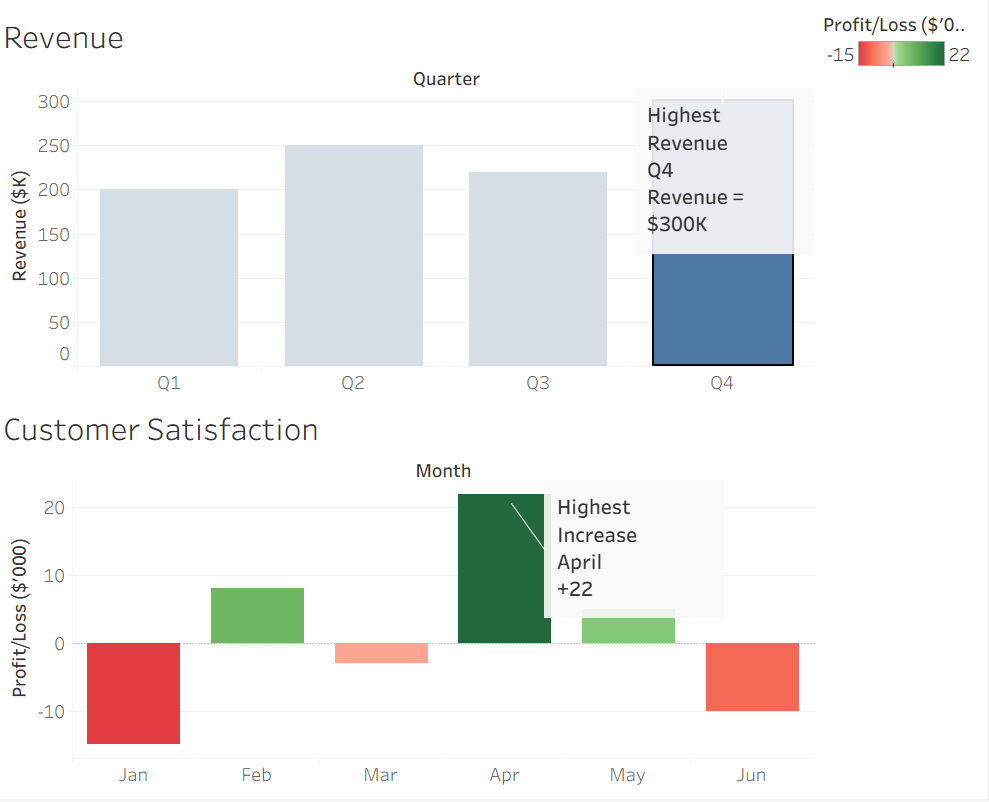 Revenue
Profit/Loss ($'0..
-15 22
Quarter
300
250
200
150
100
50
0
Revenue ($K)
Highest
Revenue
Q4
Revenue =
$300K
Q1 Q2 Q3 Q4
Customer Satisfaction
Month
20
10
0
-10
Profit/Loss ($'000)
Highest
Increase
April
+22
Jan Feb Mar Apr May Jun